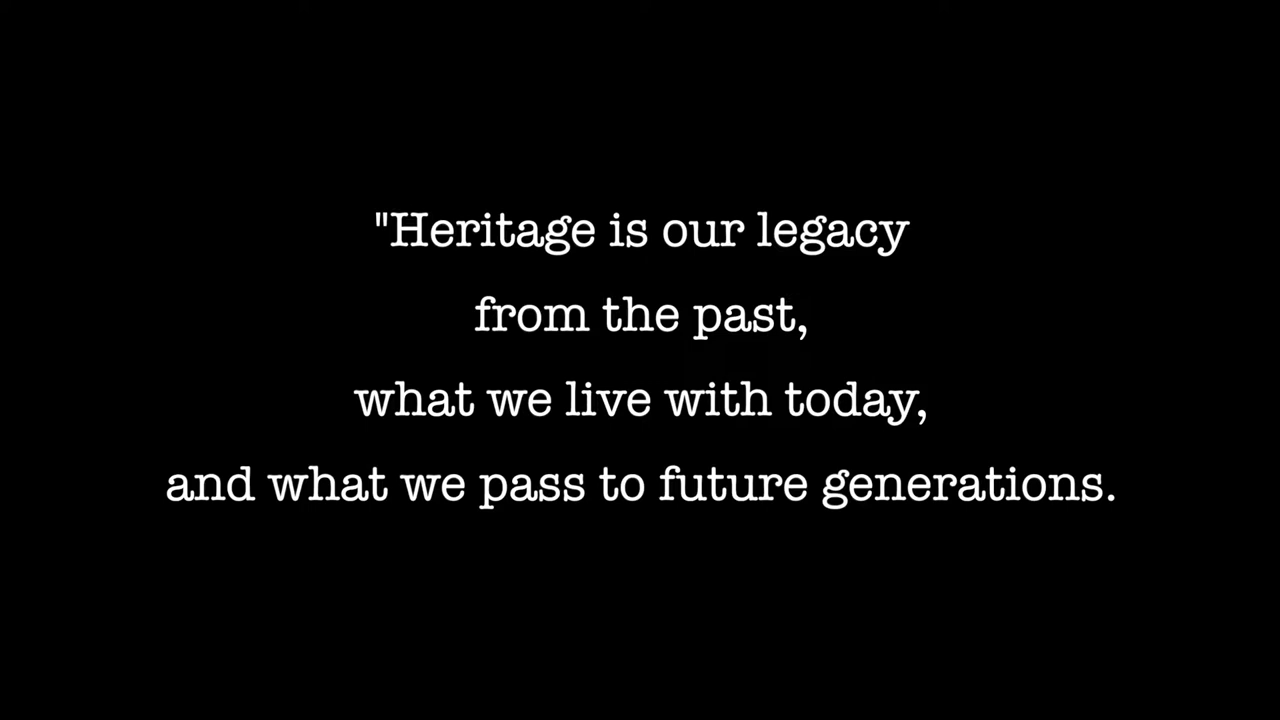 "Heritage is our legacy
from the past,
what we live with today,
and what we pass to future generations.